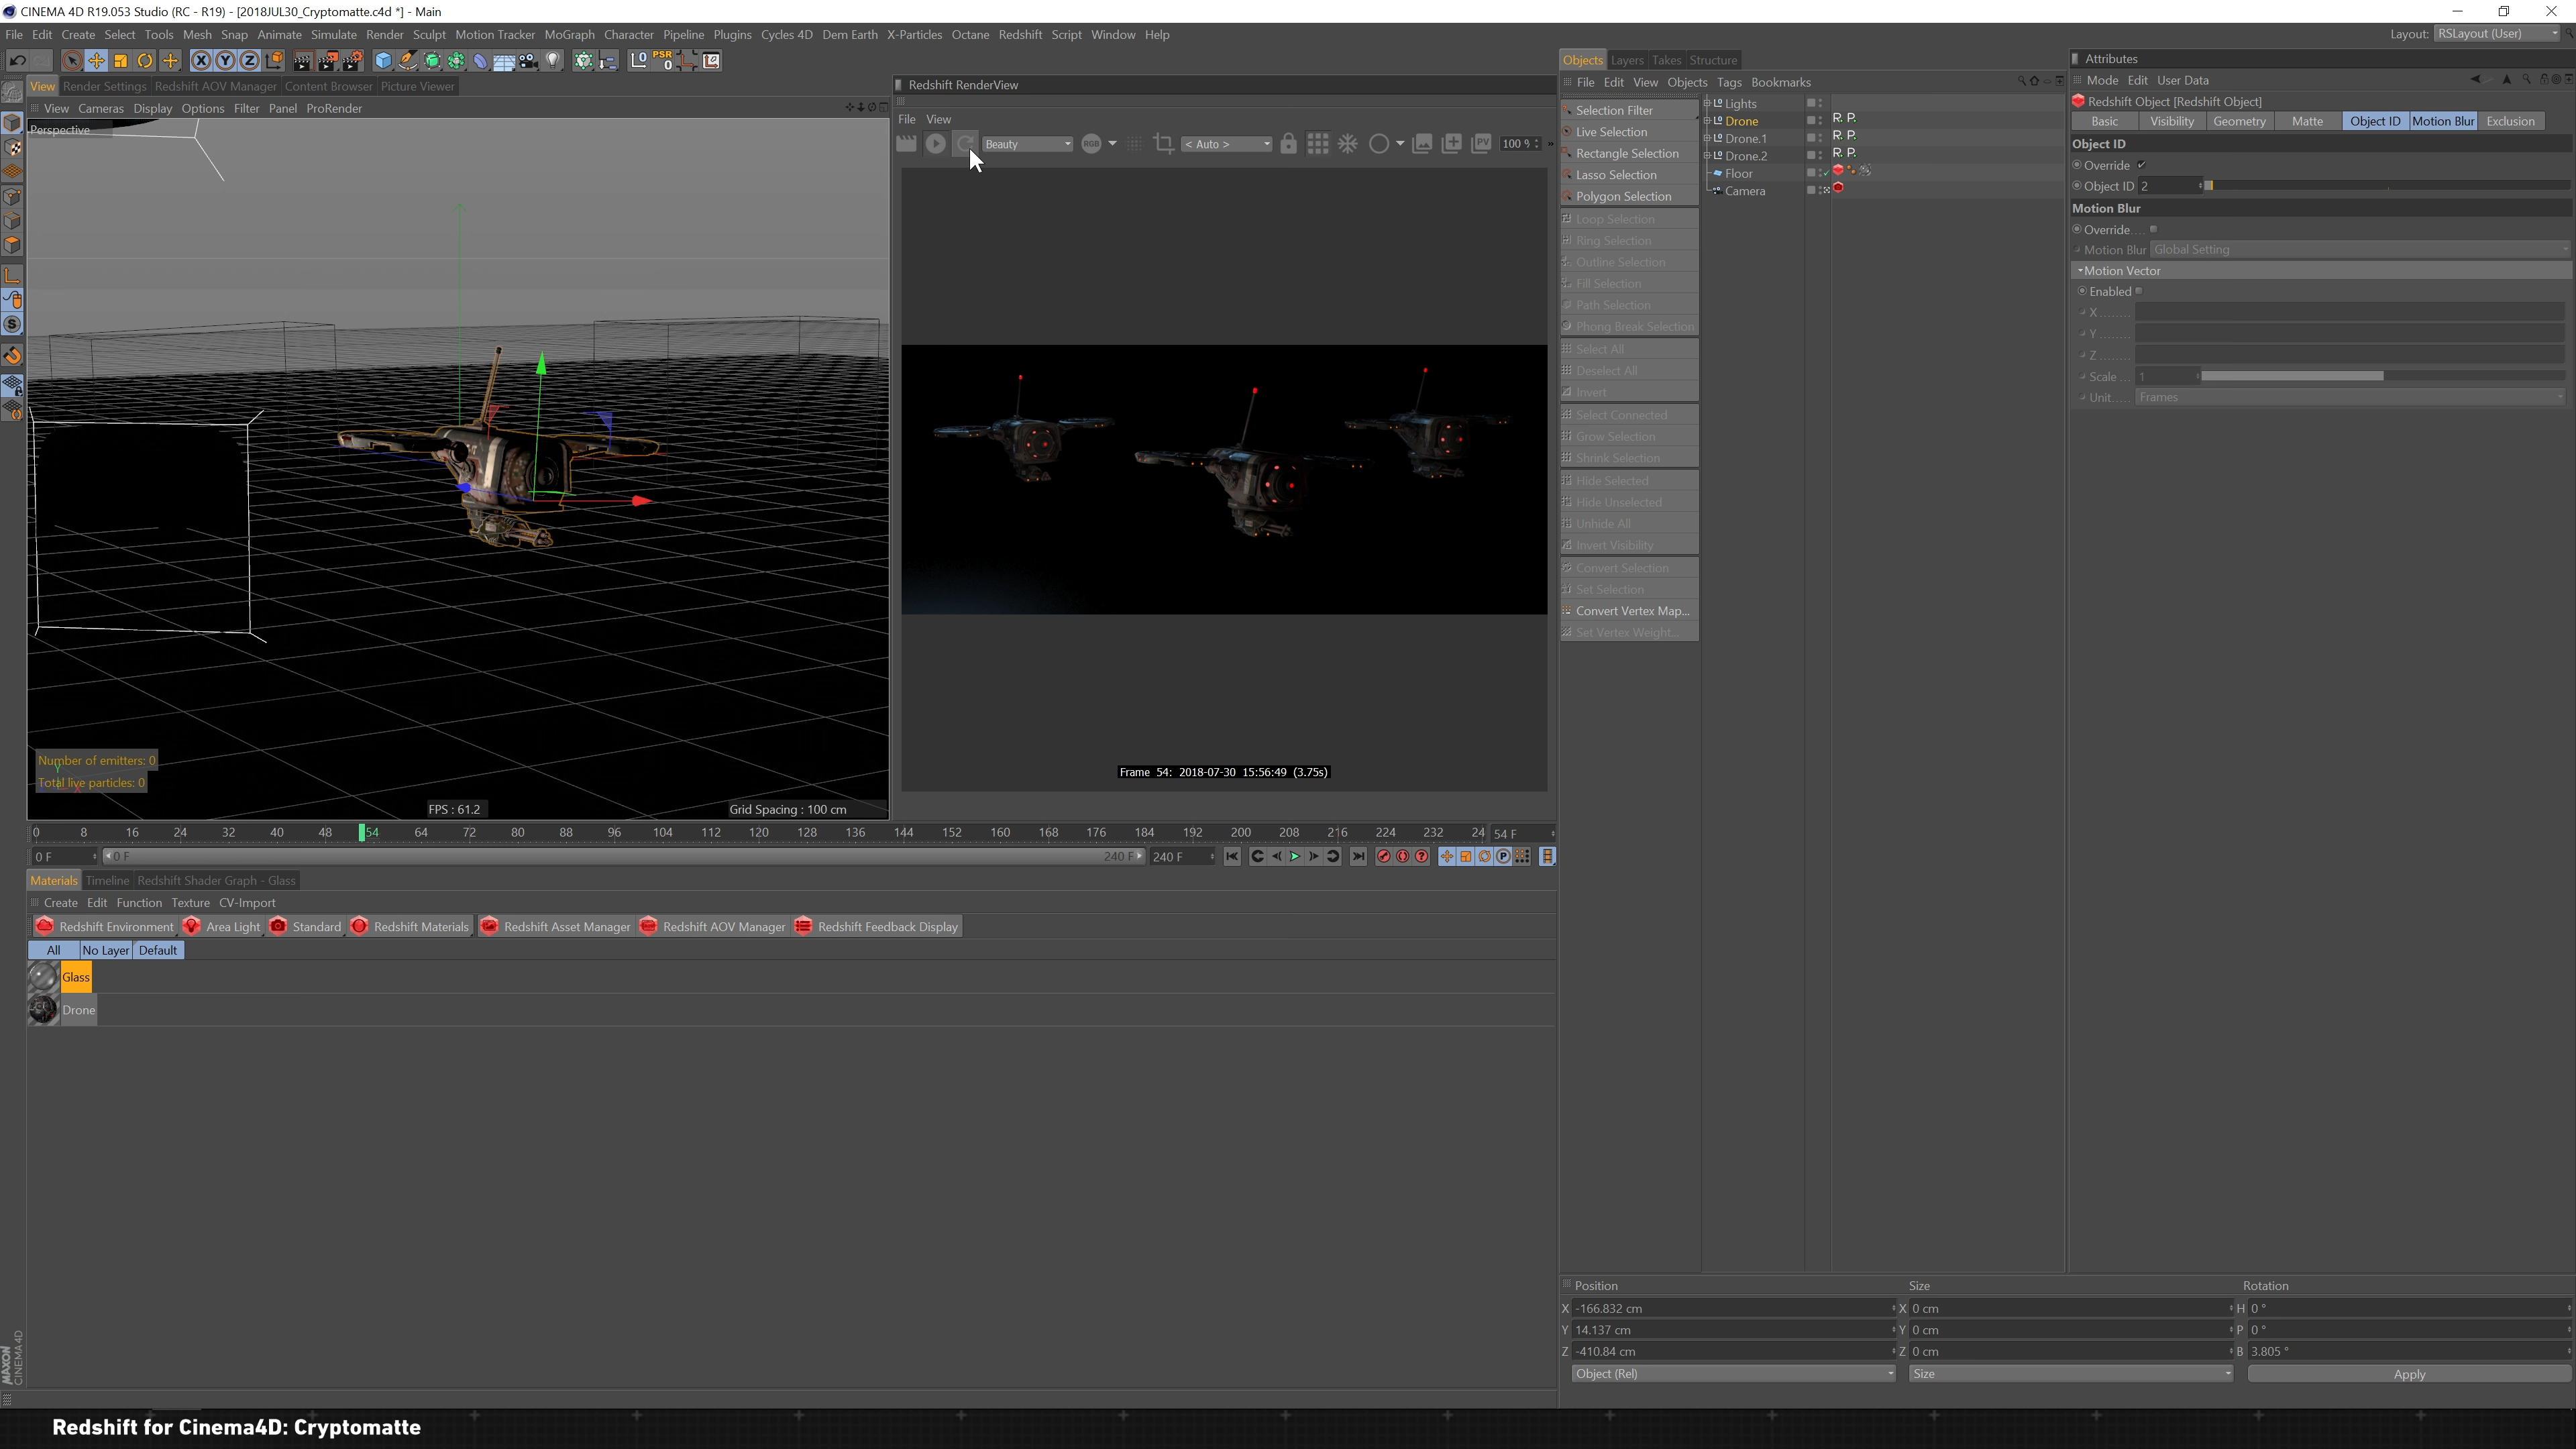 CINEMA 4D R19.053 Studio (RC - R19) - [2018JUL30_Cryptomatte.c4d *] - Main
File Edit Create Select Tools Mesh Snap Animate Simulate Render Sculpt Motion Tracker MoGraph Character Pipeline Plugins Cycles 4D Dem Earth X-Particles Octane Redshift Script Window Help
Layout: RSLayout (User)
View Render Settings Redshift AOV Manager Content Browser Picture Viewer
View Cameras Display Options Filter Panel ProRender
Perspective
Number of emitters: 0
Total live particles: 0
FPS : 61.2
Grid Spacing : 100 cm
Redshift RenderView
File View
Beauty
RGB
< Auto >
PV
100 %
Frame 54: 2018-07-30 15:56:49 (3.75s)
Objects Layers Takes Structure
File Edit View Objects Tags Bookmarks
Selection Filter
Live Selection
Rectangle Selection
Lasso Selection
Polygon Selection
Loop Selection
Ring Selection
Outline Selection
Fill Selection
Path Selection
Phong Break Selection
Select All
Deselect All
Invert
Select Connected
Grow Selection
Shrink Selection
Hide Selected
Hide Unselected
Unhide All
Invert Visibility
Convert Selection
Set Selection
Convert Vertex Map...
Set Vertex Weight...
Lights
Drone
Drone.1
Drone.2
Floor
Camera
Attributes
Mode Edit User Data
Redshift Object [Redshift Object]
Basic Visibility Geometry Matte Object ID Motion Blur Exclusion
Object ID
Override
Object ID 2
Motion Blur
Override....
Motion Blur Global Setting
Motion Vector
Enabled
X
Y
Z
Scale ... 1
Unit..... Frames
0 8 16 24 32 40 48 54 64 72 80 88 96 104 112 120 128 136 144 152 160 168 176 184 192 200 208 216 224 232 24 54 F
0 F 0 F 240 F 240 F
Materials Timeline Redshift Shader Graph - Glass
Create Edit Function Texture CV-Import
Redshift Environment Area Light Standard Redshift Materials Redshift Asset Manager Redshift AOV Manager Redshift Feedback Display
All No Layer Default
Glass
Drone
Position Size Rotation
X -166.832 cm X 0 cm H 0 °
Y 14.137 cm Y 0 cm P 0 °
Z -410.84 cm Z 0 cm B 3.805 °
Object (Rel) Size Apply
MAXON
CINEMA 4D
Redshift for Cinema4D: Cryptomatte